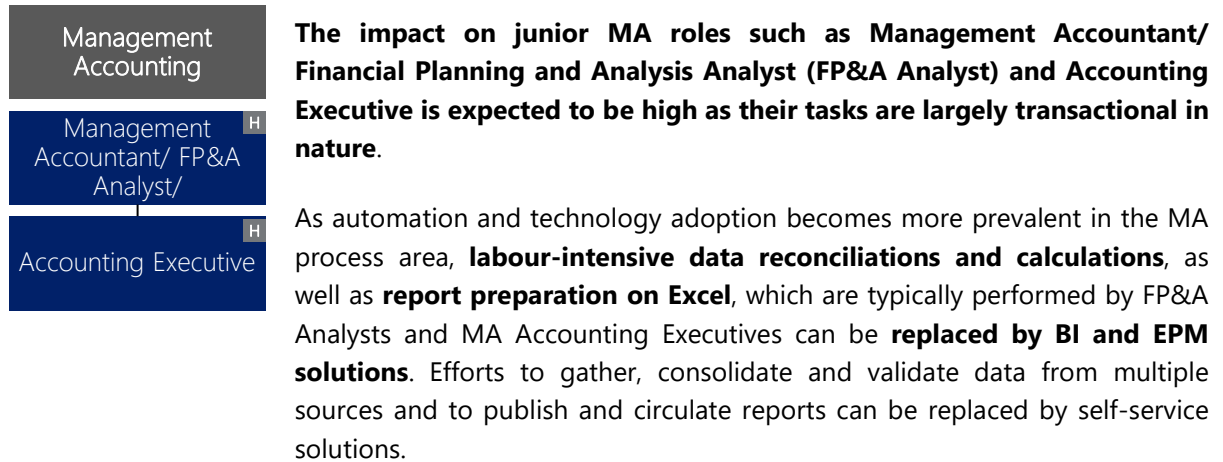 Management
Accounting
H
Management
Accountant/ FP&A
Analyst/
H
Accounting Executive
The impact on junior MA roles such as Management Accountant/
Financial Planning and Analysis Analyst (FP&A Analyst) and Accounting
Executive is expected to be high as their tasks are largely transactional in
nature.
As automation and technology adoption becomes more prevalent in the MA
process area, labour-intensive data reconciliations and calculations, as
well as report preparation on Excel, which are typically performed by FP&A
Analysts and MA Accounting Executives can be replaced by BI and EPM
solutions. Efforts to gather, consolidate and validate data from multiple
sources and to publish and circulate reports can be replaced by self-service
solutions.